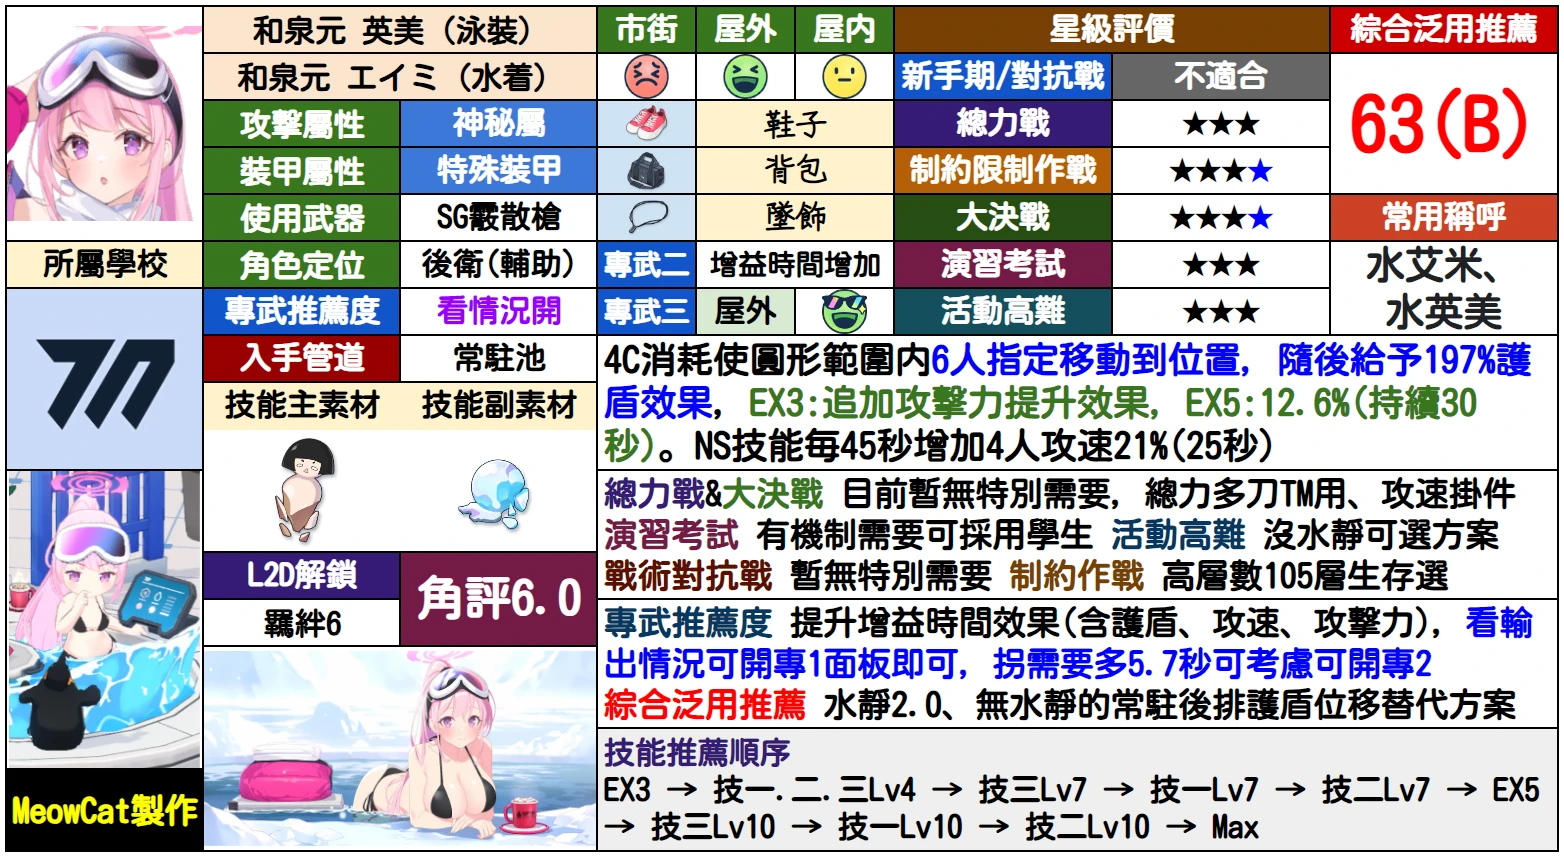 和泉元 英美（泳裝）
和泉元 エイミ（水着）
市街 屋外 屋内
星級評價
綜合泛用推薦
新手期/對抗戰 不適合
63(B)
攻擊屬性 神秘屬
鞋子
總力戰 ★★★
裝甲屬性 特殊裝甲
背包
制約限制作戰 ★★★★
使用武器 SG霰散槍
墜飾
大決戰 ★★★★
常用稱呼
所屬學校
角色定位 後衛(輔助)
專武二 增益時間增加
演習考試 ★★★
水艾米、
水英美
專武推薦度 看情況開
專武三 屋外
活動高難 ★★★
入手管道 常駐池
技能主素材 技能副素材
4C消耗使圓形範圍内6人指定移動到位置, 隨後給予197%護
盾效果, EX3:追加攻擊力提升效果, EX5:12.6%(持續30
秒)。NS技能每45秒增加4人攻速21%(25秒)
總力戰&大決戰 目前暫無特別需要, 總力多刀TM用、攻速掛件
演習考試 有機制需要可採用學生 活動高難 沒水靜可選方案
戰術對抗戰 暫無特別需要 制約作戰 高層數105層生存選
L2D解鎖
羈絆6
角評6.0
專武推薦度 提升增益時間效果(含護盾、攻速、攻擊力), 看輸
出情況可開專1面板即可, 拐需要多5.7秒可考慮可開專2
綜合泛用推薦 水靜2.0、無水靜的常駐後排護盾位移替代方案
技能推薦順序
EX3 → 技一.二.三Lv4 → 技三Lv7 → 技一Lv7 → 技二Lv7 → EX5
→ 技三Lv10 → 技一Lv10 → 技二Lv10 → Max
MeowCat製作